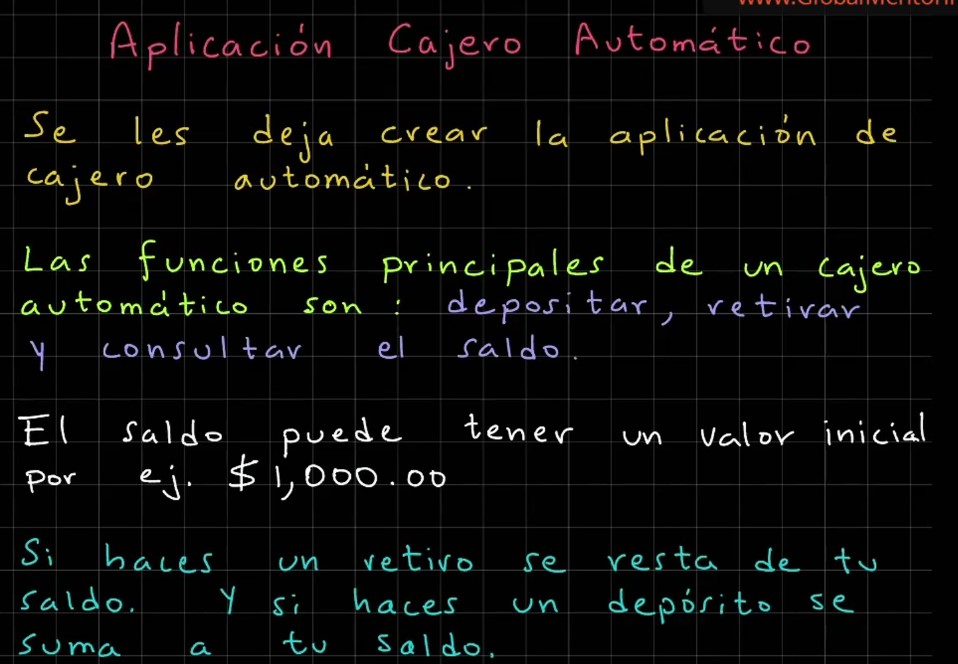 Aplicación Cajero Automático
Se les deja crear la aplicación de
cajero automático.
Las funciones principales de un cajero
automático son : depositar, retirar
y consultar el saldo.
El saldo puede tener un valor inicial
por ej. $1,000.00
Si haces un retiro se resta de tu
saldo. Y si haces un depósito se
suma a tu saldo.